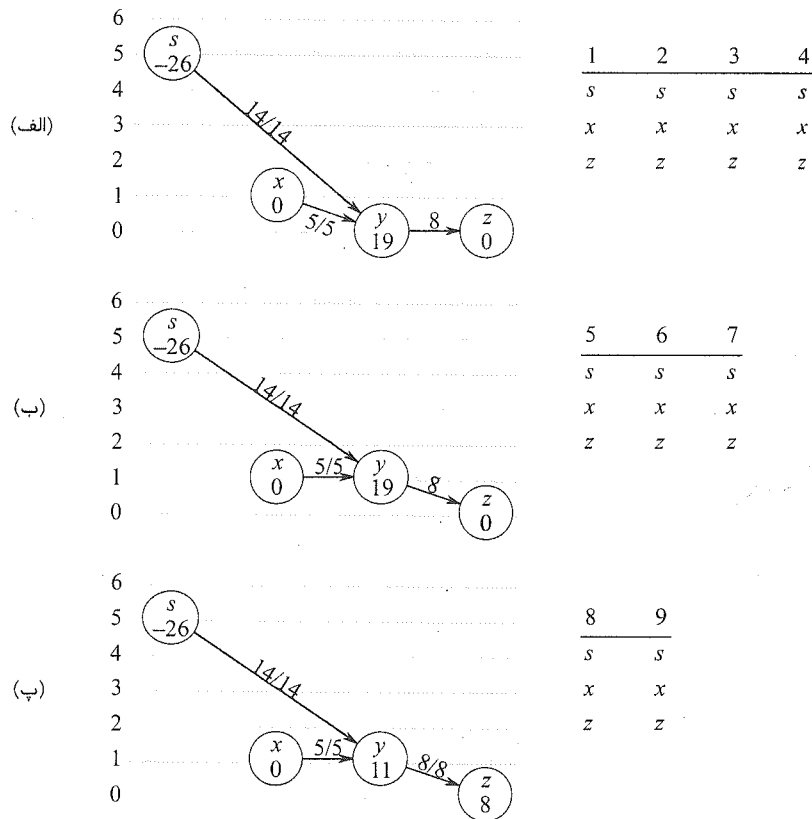 6
s
5
-26
4
14/14
(الف)
3
2
x
1
0
5/5
y
19
8
z
0
0
1 2 3 4
s s s s
x x x x
z z z z
6
s
5
-26
4
14/14
(ب)
3
2
x
1
0
5/5
y
19
8
z
0
0
5 6 7
s s s
x x x
z z z
6
s
5
-26
4
14/14
(پ)
3
2
x
1
0
5/5
y
11
8/8
z
8
0
8 9
s s
x x
z z